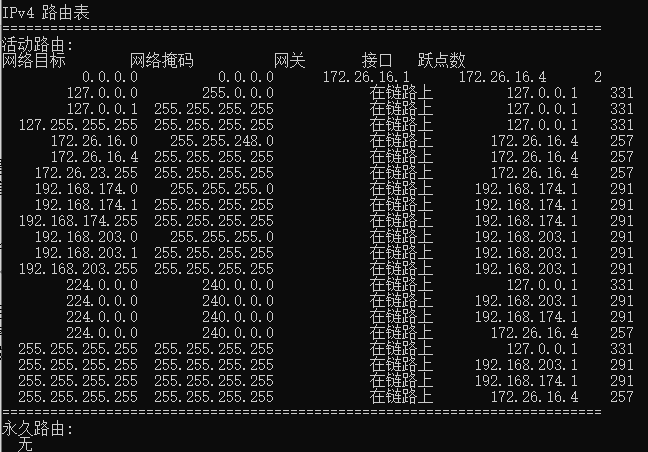 IPv4 路由表
===========================================================================
活动路由:
网络目标 网络掩码 网关 接口 跃点数
0.0.0.0 0.0.0.0 172.26.16.1 172.26.16.4 2
127.0.0.0 255.0.0.0 在链路上 127.0.0.1 331
127.0.0.1 255.255.255.255 在链路上 127.0.0.1 331
127.255.255.255 255.255.255.255 在链路上 127.0.0.1 331
172.26.16.0 255.255.248.0 在链路上 172.26.16.4 257
172.26.16.4 255.255.255.255 在链路上 172.26.16.4 257
172.26.23.255 255.255.255.255 在链路上 172.26.16.4 257
192.168.174.0 255.255.255.0 在链路上 192.168.174.1 291
192.168.174.1 255.255.255.255 在链路上 192.168.174.1 291
192.168.174.255 255.255.255.255 在链路上 192.168.174.1 291
192.168.203.0 255.255.255.0 在链路上 192.168.203.1 291
192.168.203.1 255.255.255.255 在链路上 192.168.203.1 291
192.168.203.255 255.255.255.255 在链路上 192.168.203.1 291
224.0.0.0 240.0.0.0 在链路上 127.0.0.1 331
224.0.0.0 240.0.0.0 在链路上 192.168.203.1 291
224.0.0.0 240.0.0.0 在链路上 192.168.174.1 291
224.0.0.0 240.0.0.0 在链路上 172.26.16.4 257
255.255.255.255 255.255.255.255 在链路上 127.0.0.1 331
255.255.255.255 255.255.255.255 在链路上 192.168.203.1 291
255.255.255.255 255.255.255.255 在链路上 192.168.174.1 291
255.255.255.255 255.255.255.255 在链路上 172.26.16.4 257
===========================================================================
永久路由:
无